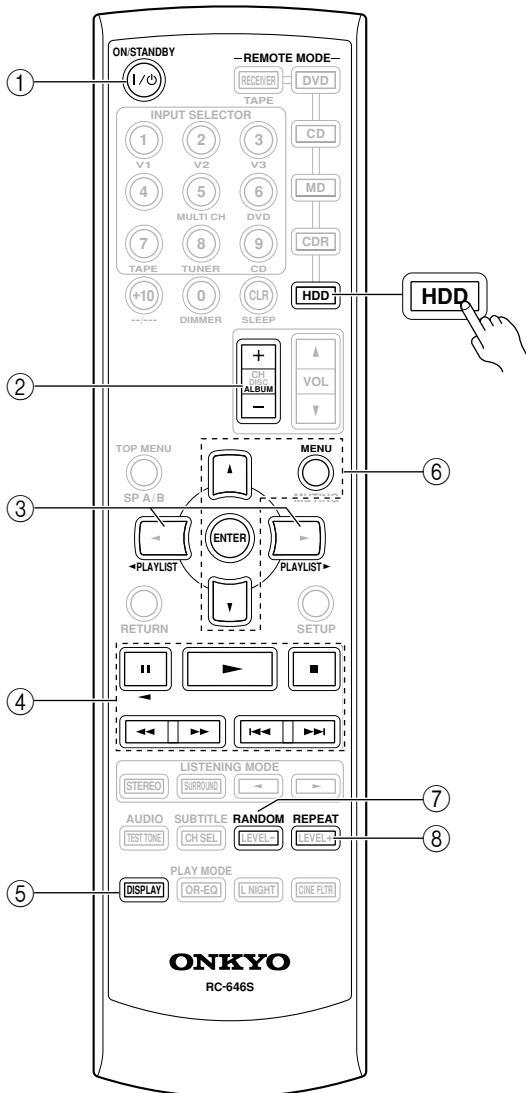 ON/STANDBY
REMOTE MODE
RECEIVER DVD
TAPE
①
INPUT SELECTOR
1 2 3
V1 V2 V3
CD
4 5 6
MULTI CH DVD
MD
7 8 9
TAPE TUNER CD
CDR
+10 0 CLR
--/--- DIMMER SLEEP
HDD
HDD
②
+
CH
DISC
ALBUM
−
VOL
TOP MENU
SP A/B
MENU
MUTING
⑥
③
ENTER
◄PLAYLIST PLAYLIST►
RETURN SETUP
④
LISTENING MODE
STEREO SURROUND
⑦
AUDIO SUBTITLE RANDOM REPEAT
TEST TONE CH SEL LEVEL- LEVEL+
⑧
PLAY MODE
⑤
DISPLAY OR-EQ L NIGHT CINE FLTR
ONKYO
RC-646S